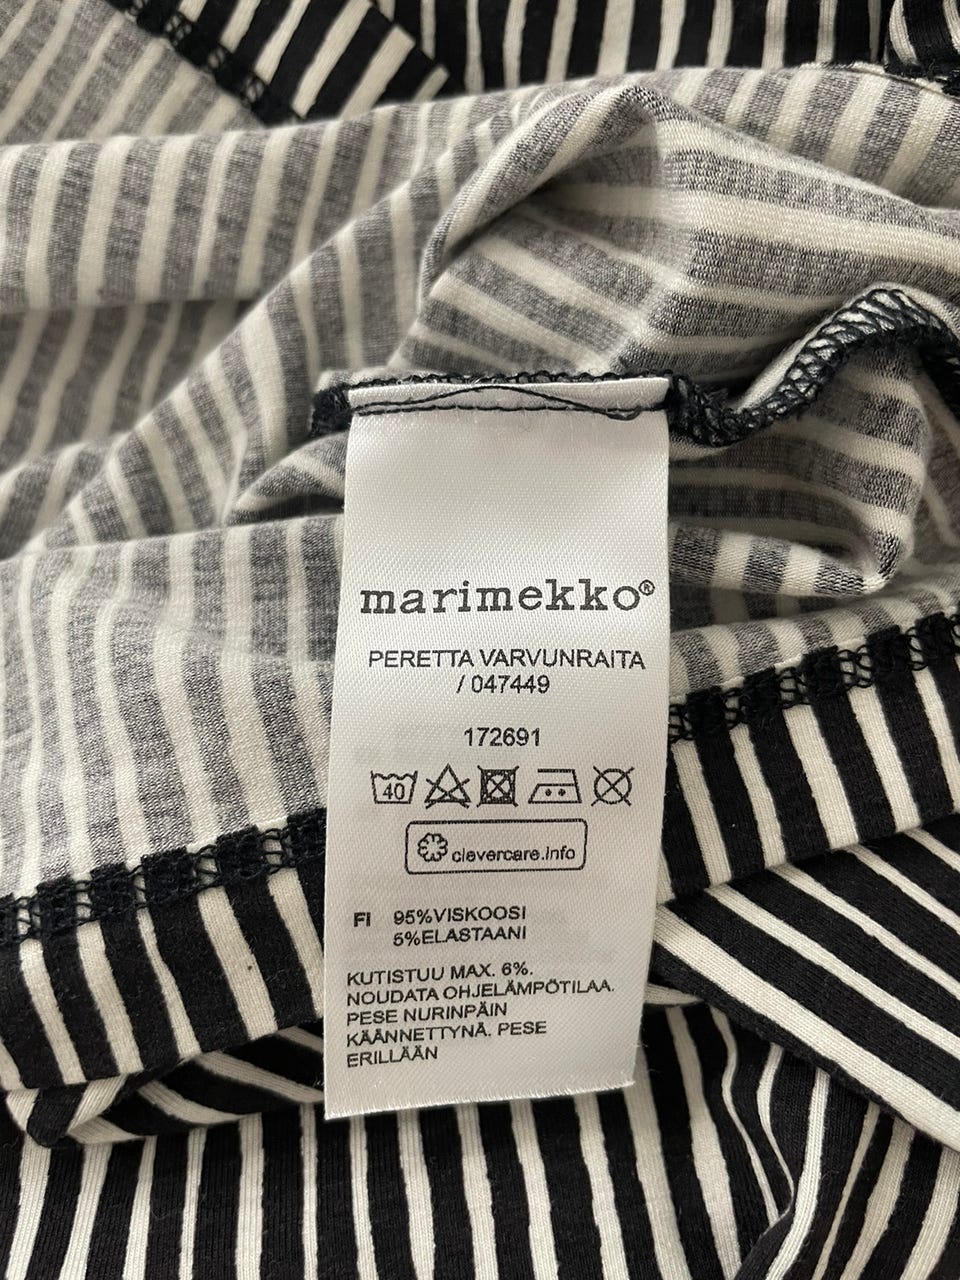 marimekko®
PERETTA VARVUNRAITA
/ 047449
172691
40
clevercare.info
FI 95%VISKOOSI
5%ELASTAANI
KUTISTUU MAX. 6%.
NOUDATA OHJELÄMPÖTILAA.
PESE NURINPÄIN
KÄÄNNETTYNÄ. PESE
ERILLÄÄN